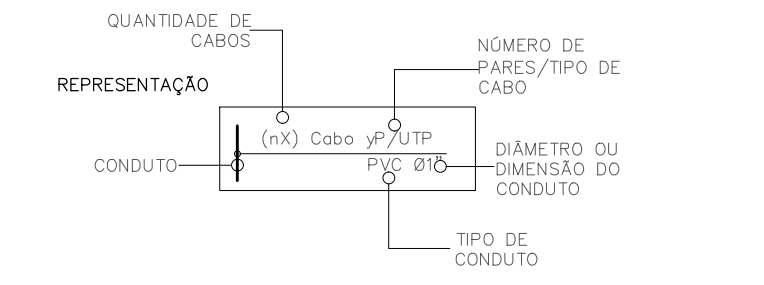 QUANTIDADE DE
CABOS
NÚMERO DE
PARES/TIPO DE
CABO
REPRESENTAÇÃO
(nX) Cabo yP/UTP
CONDUTO
PVC Ø1"
DIÂMETRO OU
DIMENSÃO DO
CONDUTO
TIPO DE
CONDUTO